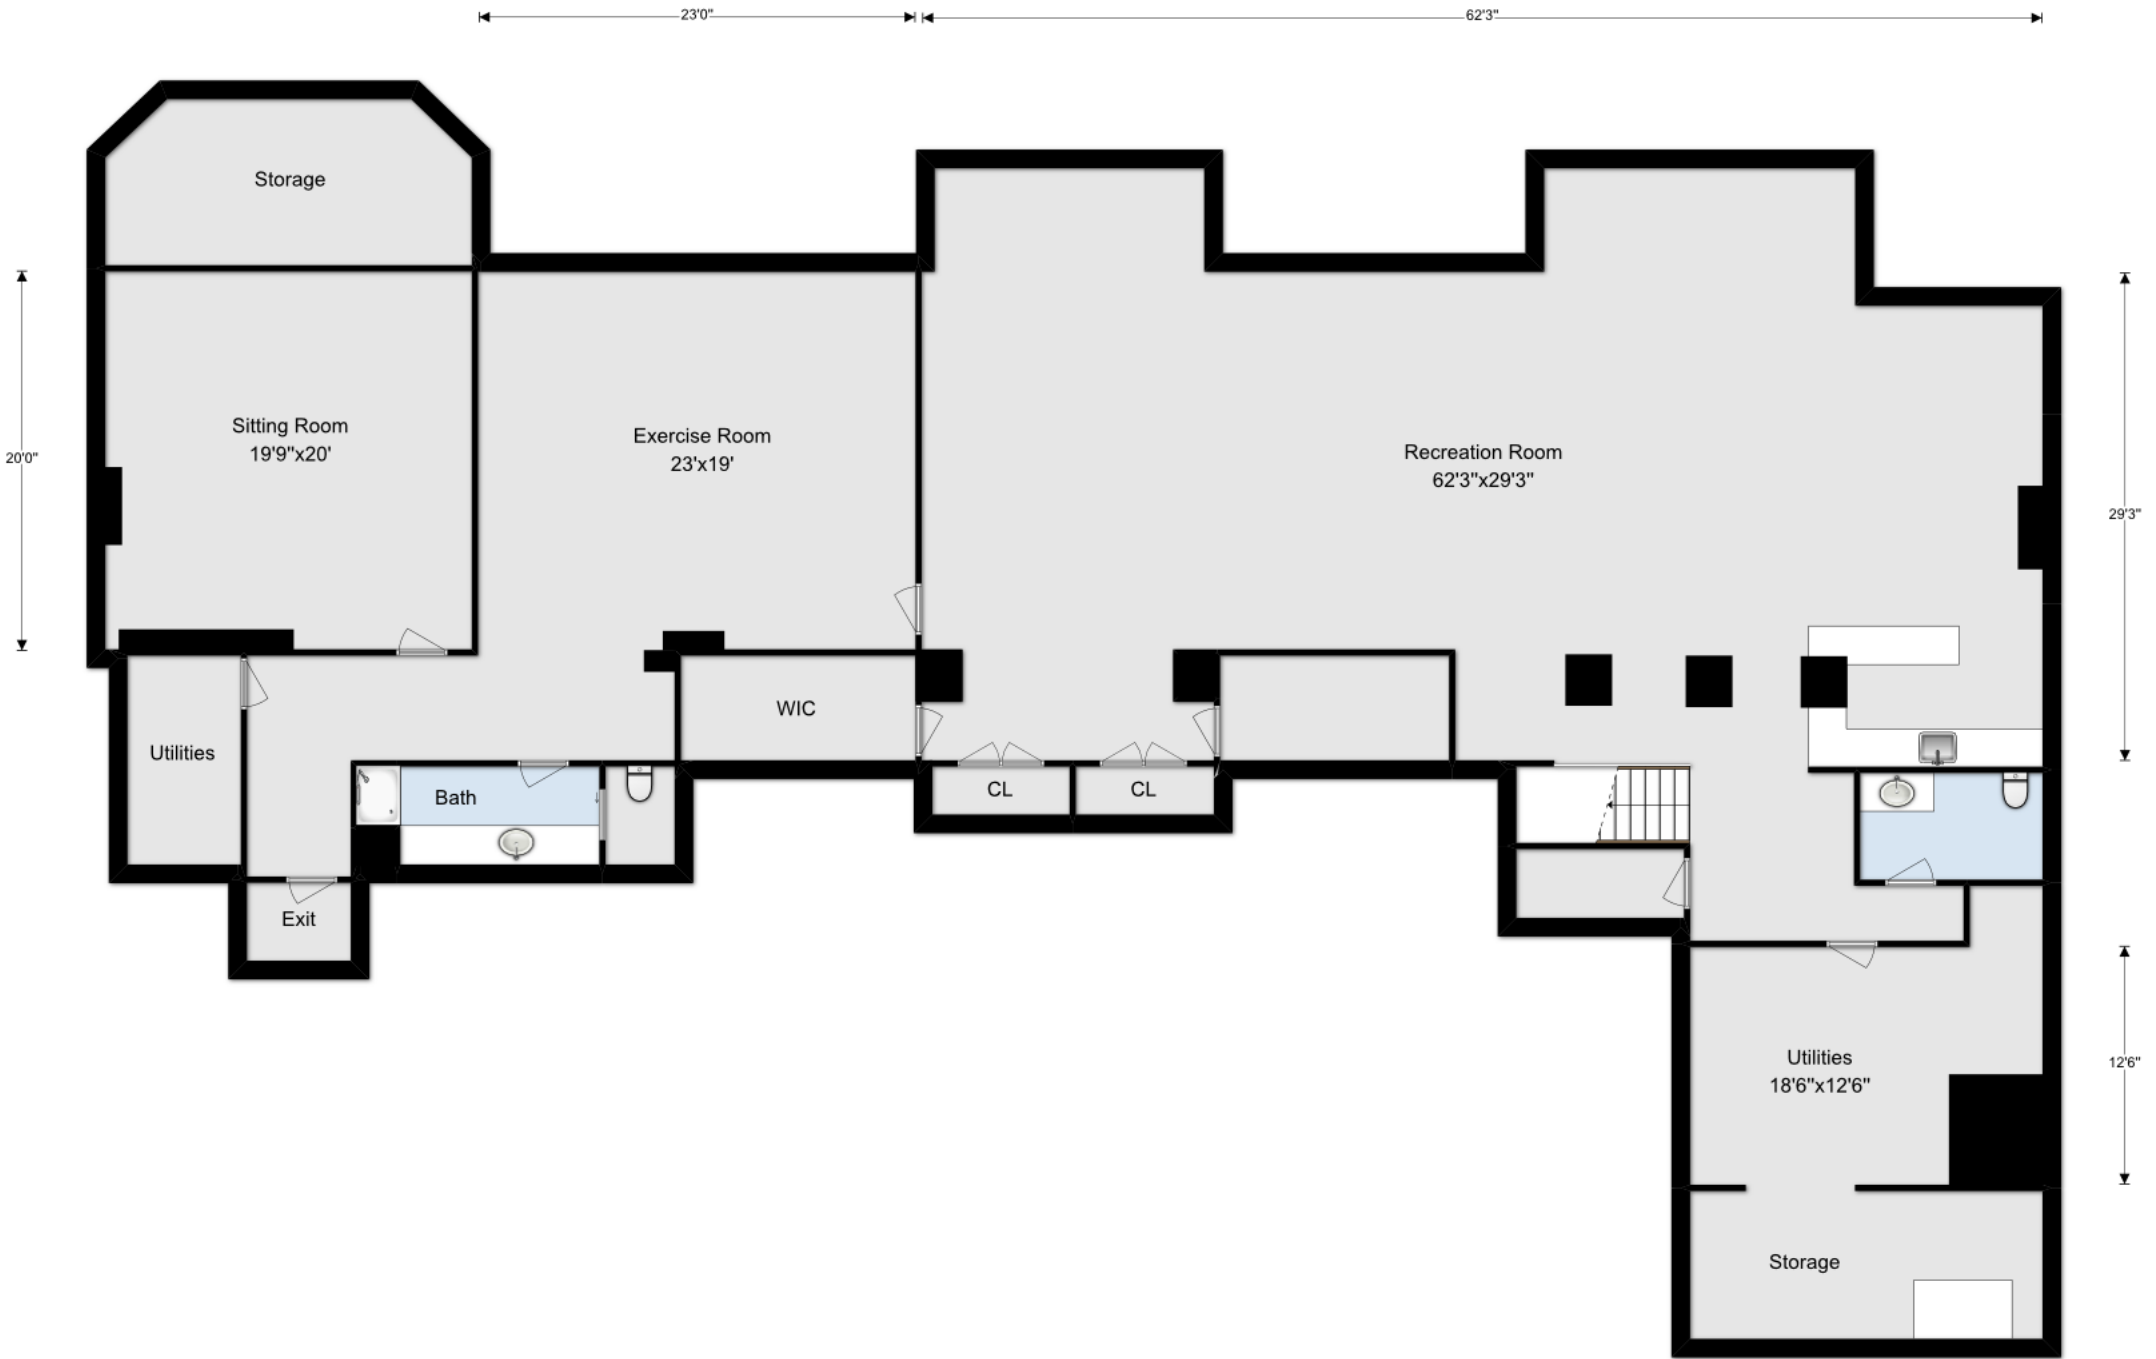 23'0"
62'3"
Storage
20'0"
Sitting Room
19'9"x20'
Exercise Room
23'x19'
Recreation Room
62'3"x29'3"
29'3"
WIC
Utilities
Bath
CL
CL
Exit
Utilities
18'6"x12'6"
12'6"
Storage